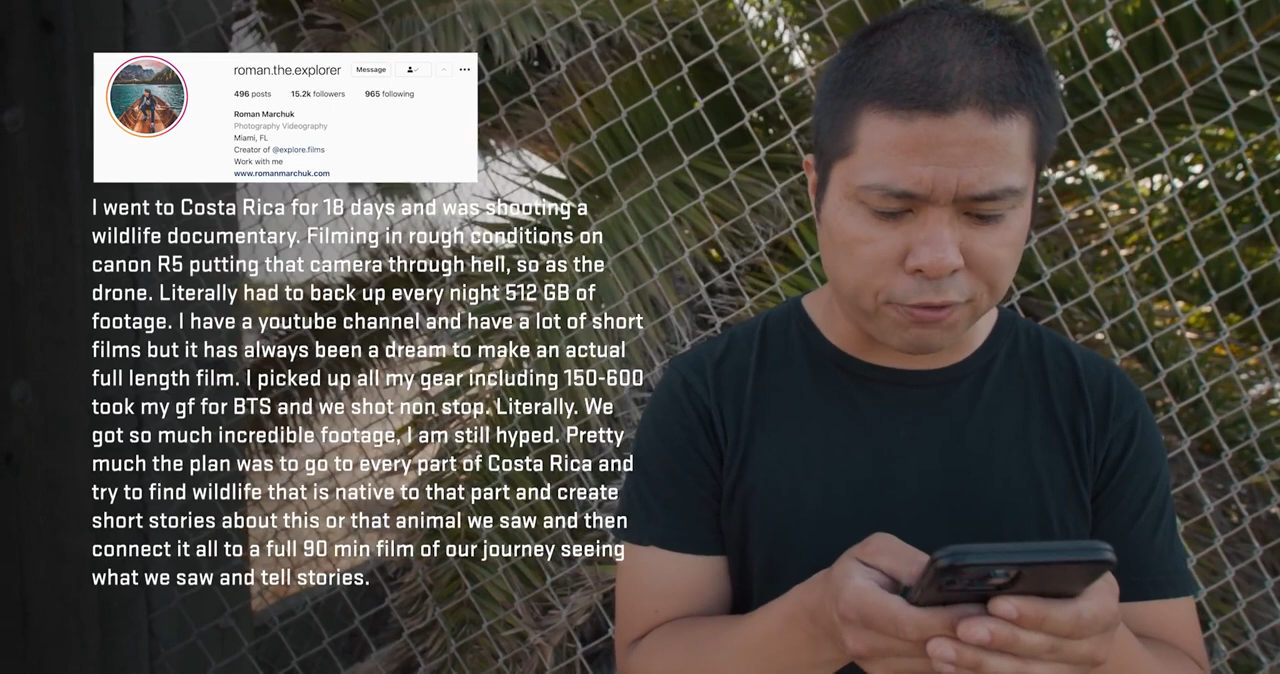 roman.the.explorer Message ...
496 posts 15.2k followers 965 following
Roman Marchuk
Photography Videography
Miami, FL
Creator of @explore.films
Work with me
www.romanmarchuk.com
I went to Costa Rica for 18 days and was shooting a
wildlife documentary. Filming in rough conditions on
canon R5 putting that camera through hell, so as the
drone. Literally had to back up every night 512 GB of
footage. I have a youtube channel and have a lot of short
films but it has always been a dream to make an actual
full length film. I picked up all my gear including 150-600
took my gf for BTS and we shot non stop. Literally. We
got so much incredible footage, I am still hyped. Pretty
much the plan was to go to every part of Costa Rica and
try to find wildlife that is native to that part and create
short stories about this or that animal we saw and then
connect it all to a full 90 min film of our journey seeing
what we saw and tell stories.